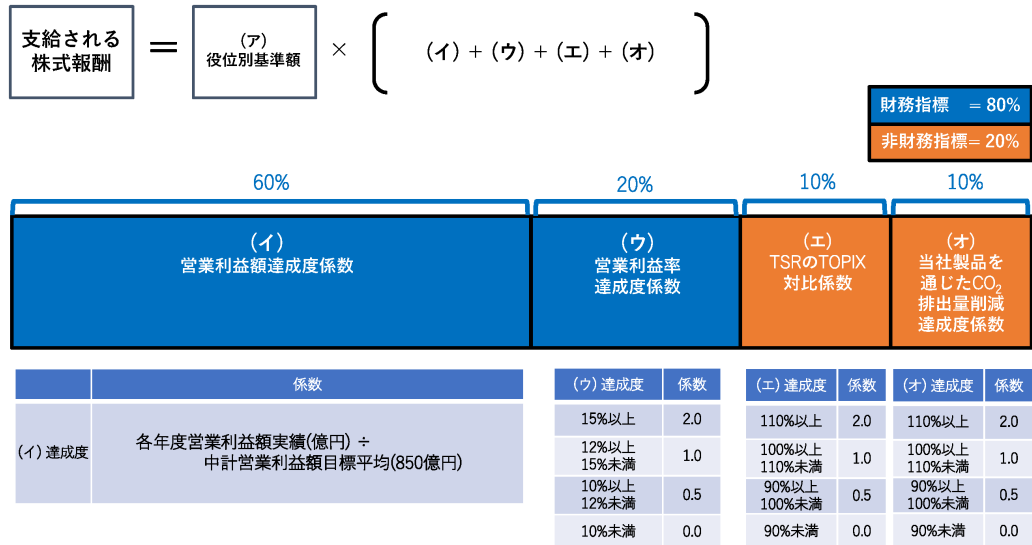 支給される
株式報酬
＝
（ア）
役位別基準額
×
（イ）+（ウ）+（エ）+（オ）
財務指標　= 80%
非財務指標= 20%
60%
20%
10%
10%
（イ）
営業利益額達成度係数
（ウ）
営業利益率
達成度係数
（エ）
TSRのTOPIX
対比係数
（オ）
当社製品を
通じたCO₂
排出量削減
達成度係数
係数
（イ）達成度
各年度営業利益額実績(億円) ÷
中計営業利益額目標平均(850億円)
（ウ）達成度 係数
15%以上 2.0
12%以上
15%未満 1.0
10%以上
12%未満 0.5
10%未満 0.0
（エ）達成度 係数
110%以上 2.0
100%以上
110%未満 1.0
90%以上
100%未満 0.5
90%未満 0.0
（オ）達成度 係数
110%以上 2.0
100%以上
110%未満 1.0
90%以上
100%未満 0.5
90%未満 0.0